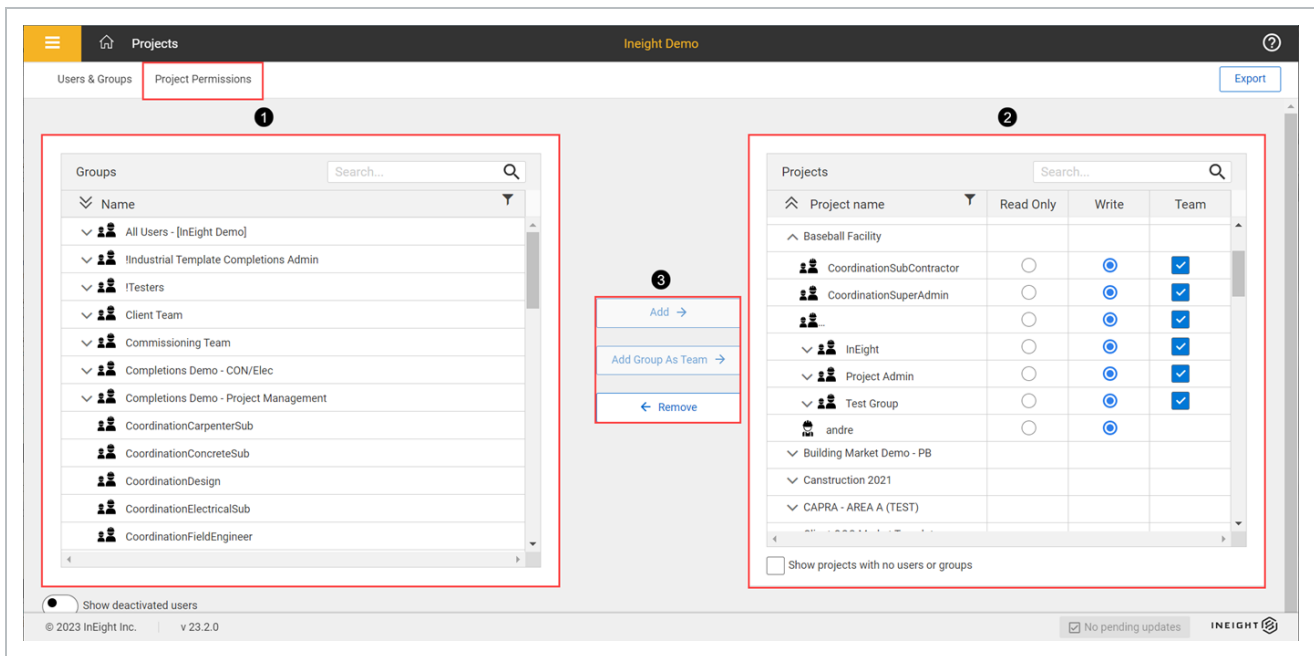 Projects
Ineight Demo
Users & Groups
Project Permissions
Export
1
2
Groups
Search...
Name
All Users - [InEight Demo]
!Industrial Template Completions Admin
!Testers
Client Team
Commissioning Team
Completions Demo - CON/Elec
Completions Demo - Project Management
CoordinationCarpenterSub
CoordinationConcreteSub
CoordinationDesign
CoordinationElectricalSub
CoordinationFieldEngineer
3
Add →
Add Group As Team →
← Remove
Projects
Search...
Project name Read Only Write Team
Baseball Facility
CoordinationSubContractor
CoordinationSuperAdmin
...
InEight
Project Admin
Test Group
andre
Building Market Demo - PB
Canstruction 2021
CAPRA - AREA A (TEST)
Show projects with no users or groups
Show deactivated users
© 2023 InEight Inc. v 23.2.0
No pending updates
INEIGHT